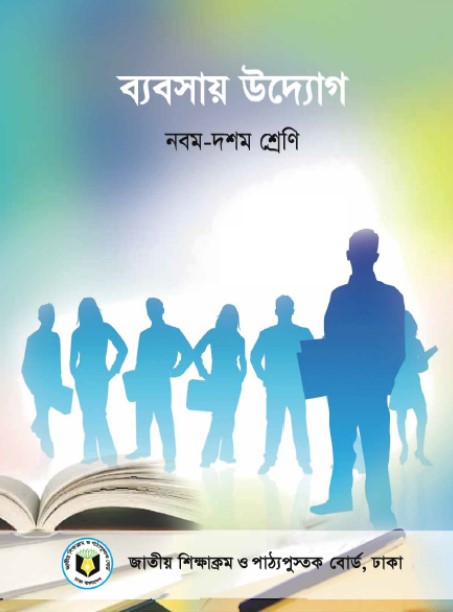 ব্যবসায় উদ্যোগ
নবম-দশম শ্রেণি
জাতীয় শিক্ষাক্রম ও পাঠ্যপুস্তক বোর্ড, ঢাকা